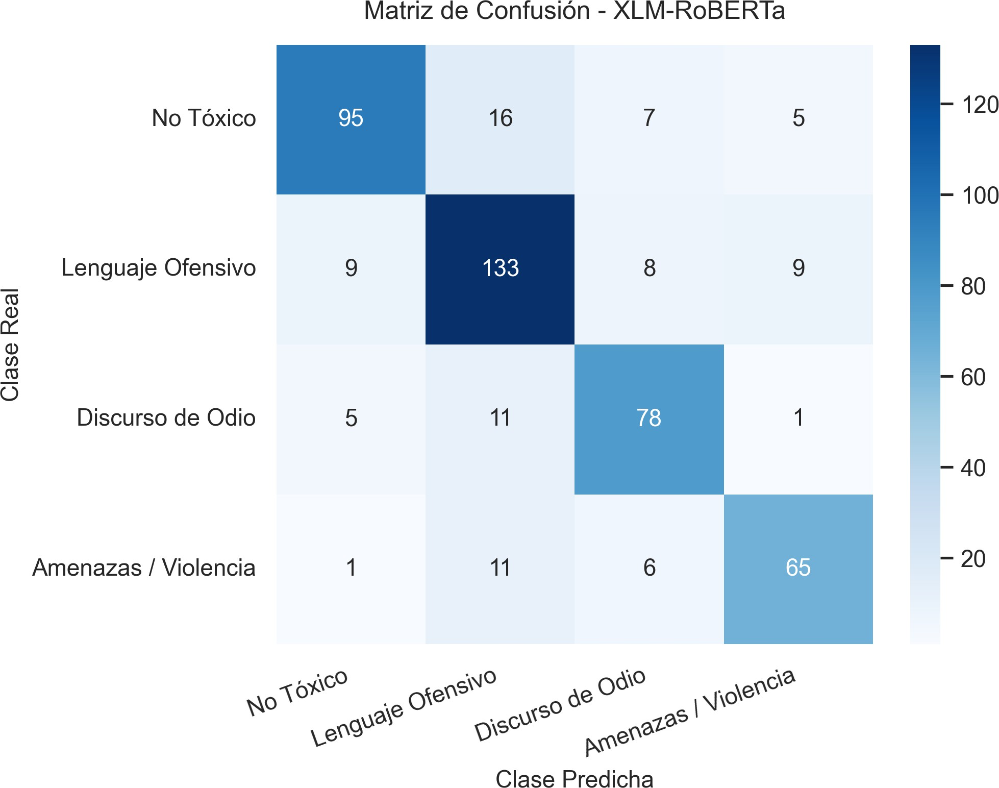 Matriz de Confusión - XLM-RoBERTa
No Tóxico
95 16 7 5
Lenguaje Ofensivo
9 133 8 9
Discurso de Odio
5 11 78 1
Amenazas / Violencia
1 11 6 65
Clase Real
No Tóxico
Lenguaje Ofensivo
Discurso de Odio
Amenazas / Violencia
Clase Predicha
120
100
80
60
40
20